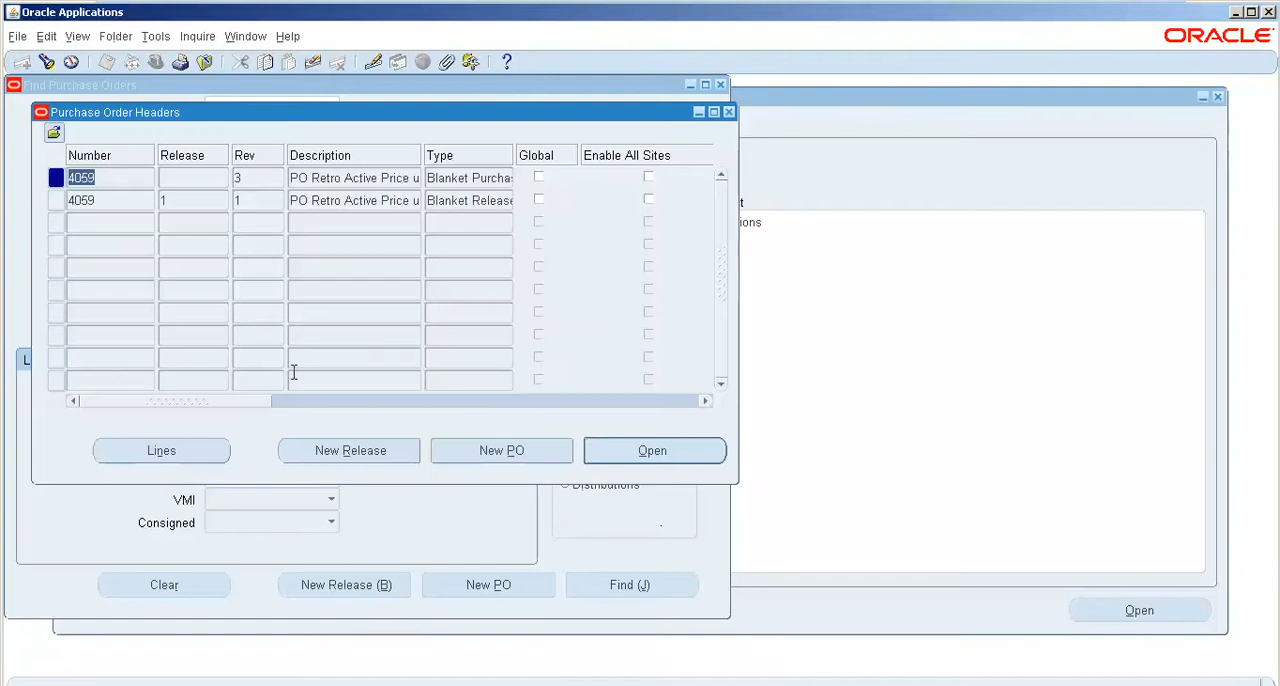 Oracle Applications
File Edit View Folder Tools Inquire Window Help
ORACLE
Find Purchase Orders
Purchase Order Headers
Number Release Rev Description Type Global Enable All Sites
4059 3 PO Retro Active Price u Blanket Purcha
4059 1 1 PO Retro Active Price u Blanket Release
t
ions
L
Lines New Release New PO Open
Distributions
VMI
Consigned
Clear New Release (B) New PO Find (J)
Open